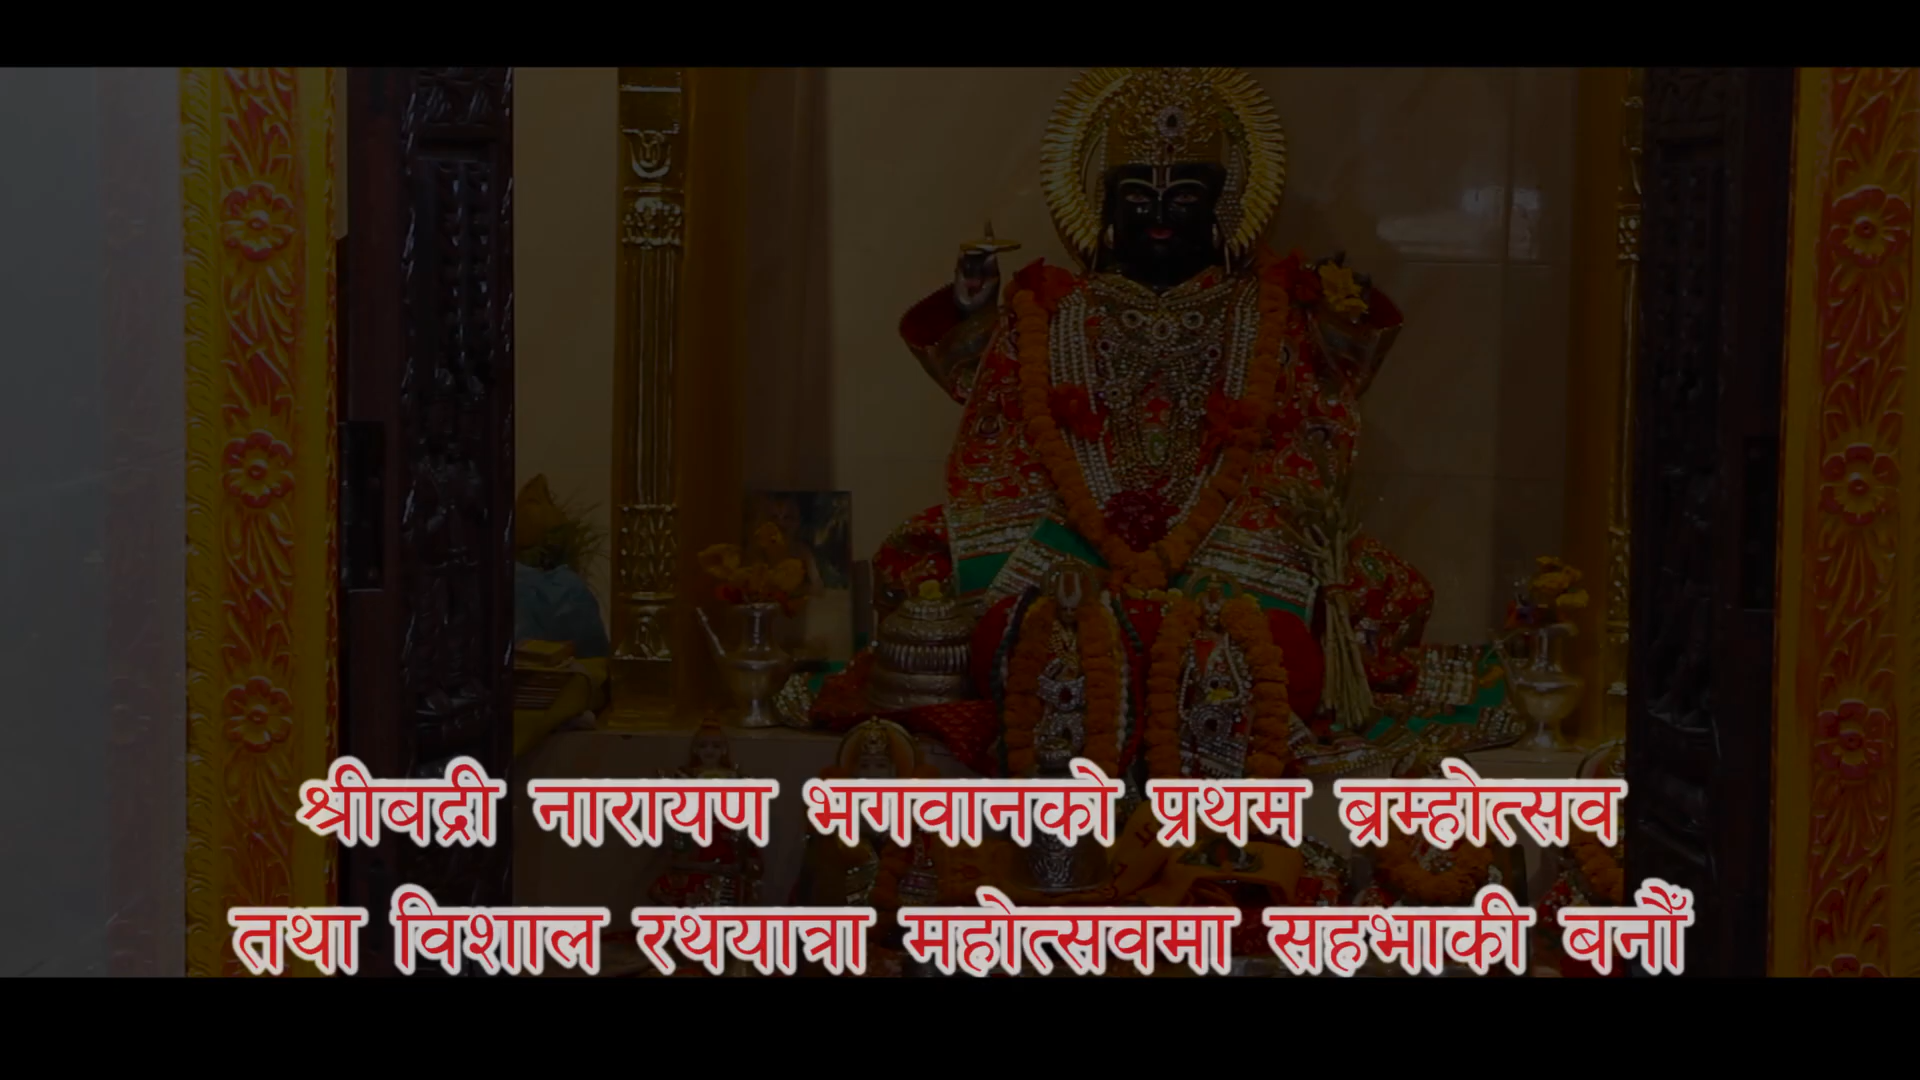 श्रीबद्री नारायण भगवानको प्रथम ब्रम्होत्सव
तथा विशाल रथयात्रा महोत्सवमा सहभाकी बनौँ